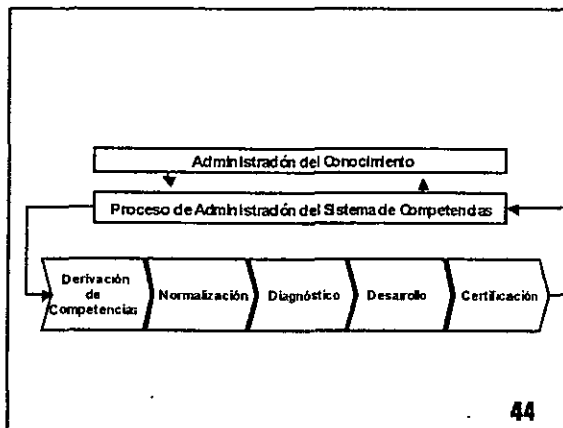 Administración del Conocimiento
Proceso de Administración del Sistema de Competencias
Derivación
de
Competencias
Normalización
Diagnóstico
Desarrollo
Certificación
44